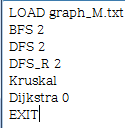 LOAD graph_M.txt
BFS 2
DFS 2
DFS_R 2
Kruskal
Dijkstra 0
EXIT